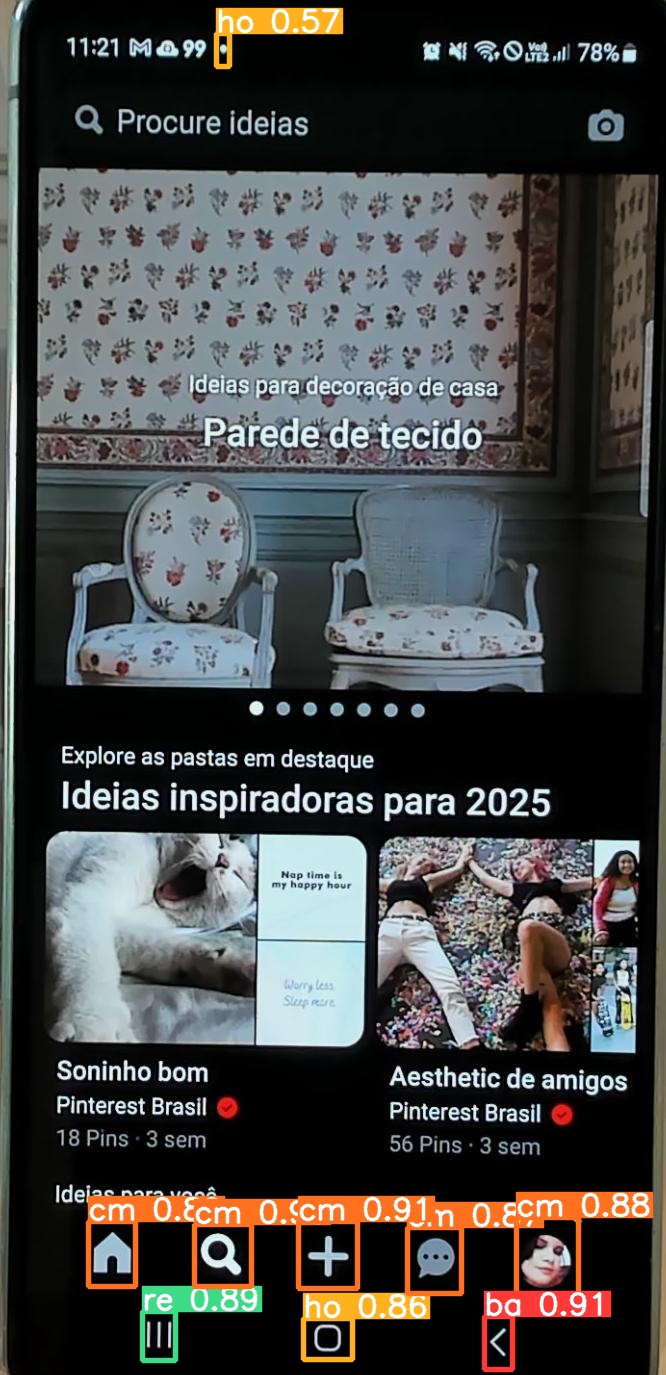 ho 0.57
11:21 99 VoD LTE2 78%
Procure ideias
Ideias para decoração de casa
Parede de tecido
Explore as pastas em destaque
Ideias inspiradoras para 2025
Nap time is
my happy hour
Worry less.
Sleep more.
Soninho bom
Pinterest Brasil
18 Pins · 3 sem
Aesthetic de amigos
Pinterest Brasil
56 Pins · 3 sem
Ideias para você
cm 0.8 cm 0.9 cm 0.91 0.87 cm 0.88
re 0.89 ho 0.86 ba 0.91